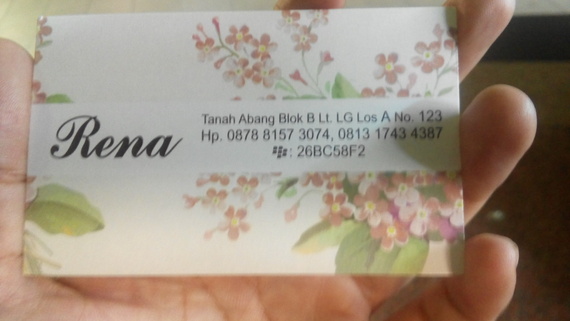 Rena
Tanah Abang Blok B Lt. LG Los A No. 123
Hp. 0878 8157 3074, 0813 1743 4387
: 26BC58F2